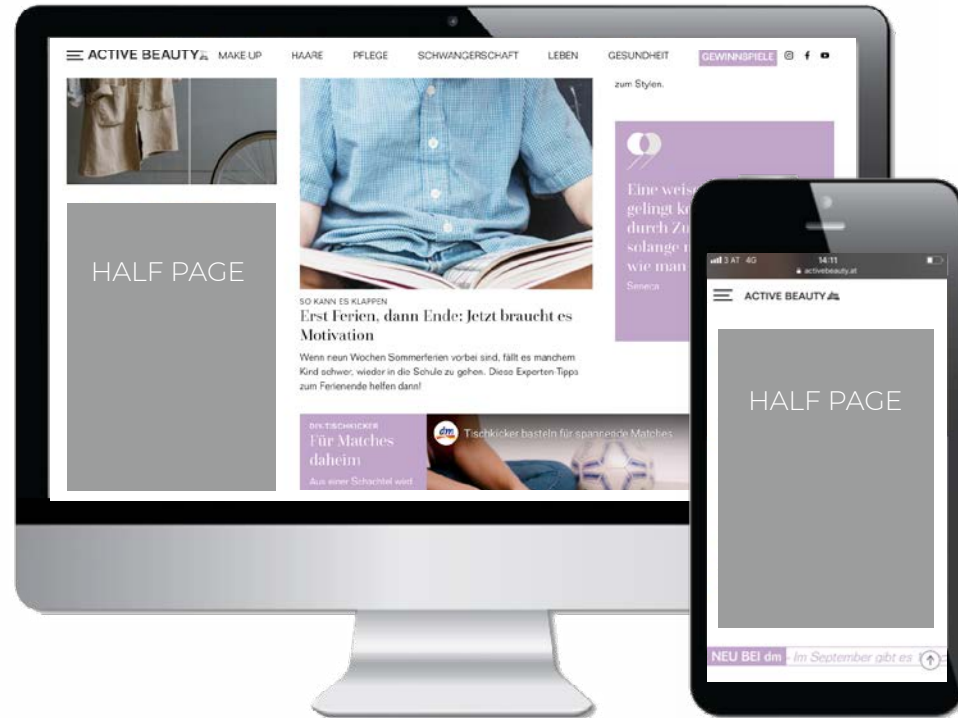 ACTIVE BEAUTY
MAKE-UP
HAARE
PFLEGE
SCHWANGERSCHAFT
LEBEN
GESUNDHEIT
GEWINNSPIELE
zum Stylen.
Eine weise
gelingt
durch
solange
wie man
Seneca
HALF PAGE
SO KANN ES KLAPPEN
Erst Ferien, dann Ende: Jetzt braucht es
Motivation
Wenn neun Wochen Sommerferien vorbei sind, fällt es manchem
Kind schwer, wieder in die Schule zu gehen. Diese Experten-Tipps
zum Ferienende helfen dann!
DIY-TISCHKICKER
Für Matches
daheim
Aus einer Schachtel wird
dm
Tischkicker basteln für spannende Matches
3 AT 4G
14:11
activebeauty.at
ACTIVE BEAUTY
HALF PAGE
NEU BEI dm - Im September gibt es